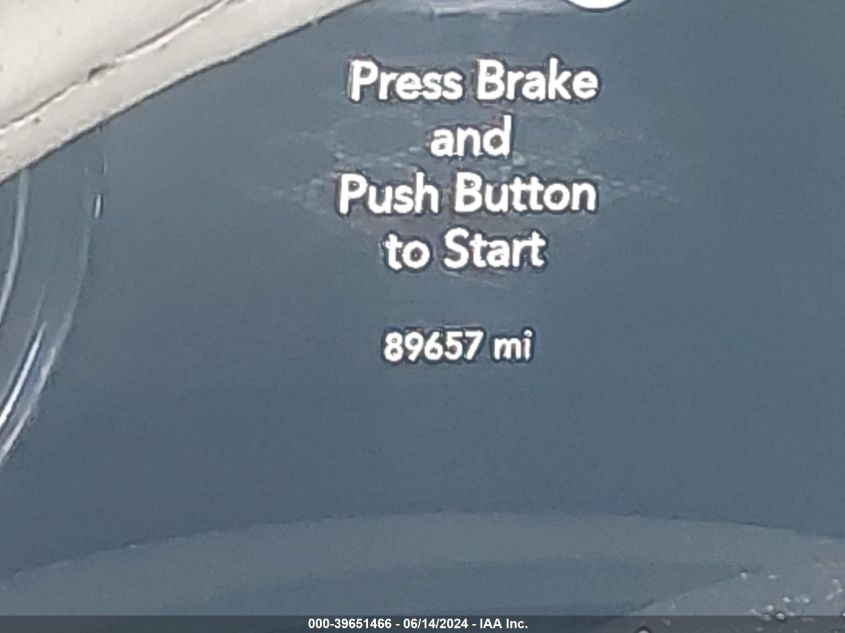 Press Brake
and
Push Button
to Start
89657 mi
000-39651466 - 06/14/2024 - IAA Inc.